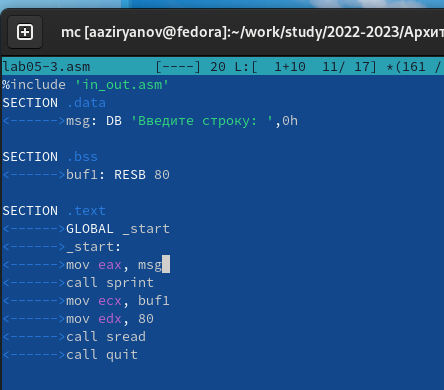 mc [aaziryanov@fedora]:~/work/study/2022-2023/Архит
lab05-3.asm [----] 20 L:[ 1+10 11/ 17] *(161 /
%include 'in_out.asm'
SECTION .data
<------>msg: DB 'Введите строку: ',0h
SECTION .bss
<------>buf1: RESB 80
SECTION .text
<------>GLOBAL _start
<------>_start:
<------>mov eax, msg
<------>call sprint
<------>mov ecx, buf1
<------>mov edx, 80
<------>call sread
<------>call quit